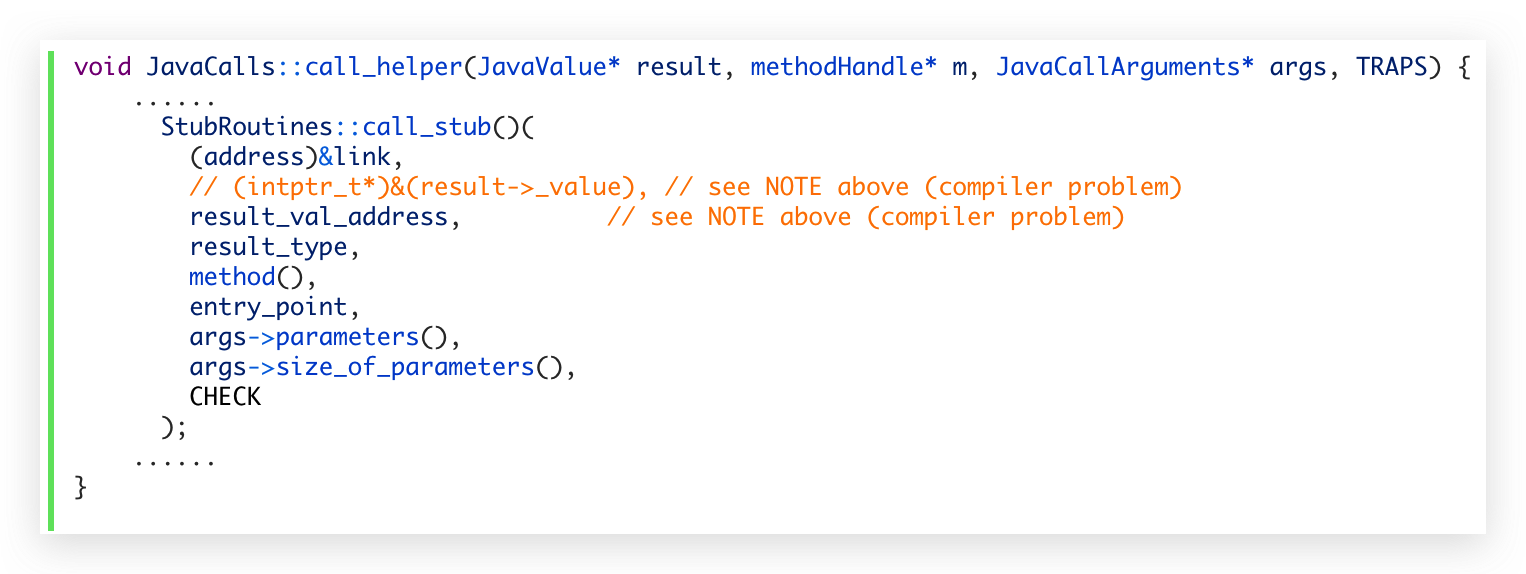 void JavaCalls::call_helper(JavaValue* result, methodHandle* m, JavaCallArguments* args, TRAPS) {
    ......
      StubRoutines::call_stub()(
        (address)&link,
        // (intptr_t*)&(result->_value), // see NOTE above (compiler problem)
        result_val_address,          // see NOTE above (compiler problem)
        result_type,
        method(),
        entry_point,
        args->parameters(),
        args->size_of_parameters(),
        CHECK
      );
    ......
}